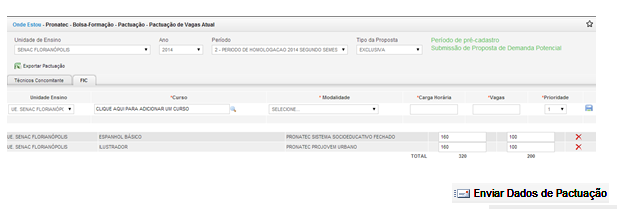 Onde Estou - Pronatec - Bolsa-Formação - Pactuação - Pactuação de Vagas Atual
Unidade de Ensino Ano Período Tipo da Proposta
SENAC FLORIANÓPOLIS 2014 2 - PERIODO DE HOMOLOGACAO 2014 SEGUNDO SEMES EXCLUSIVA
Período de pré-cadastro
Submissão de Proposta de Demanda Potencial
Exportar Pactuação
Técnicos Concomitante FIC
Unidade Ensino *Curso *Modalidade *Carga Horária *Vagas *Prioridade
UE. SENAC FLORIANÓP CLIQUE AQUI PARA ADICIONAR UM CURSO SELECIONE... 1
UE. SENAC FLORIANÓPOLIS ESPANHOL BÁSICO PRONATEC SISTEMA SOCIOEDUCATIVO FECHADO 160 100
UE. SENAC FLORIANÓPOLIS ILUSTRADOR PRONATEC PROJOVEM URBANO 160 100
TOTAL 320 200
Enviar Dados de Pactuação